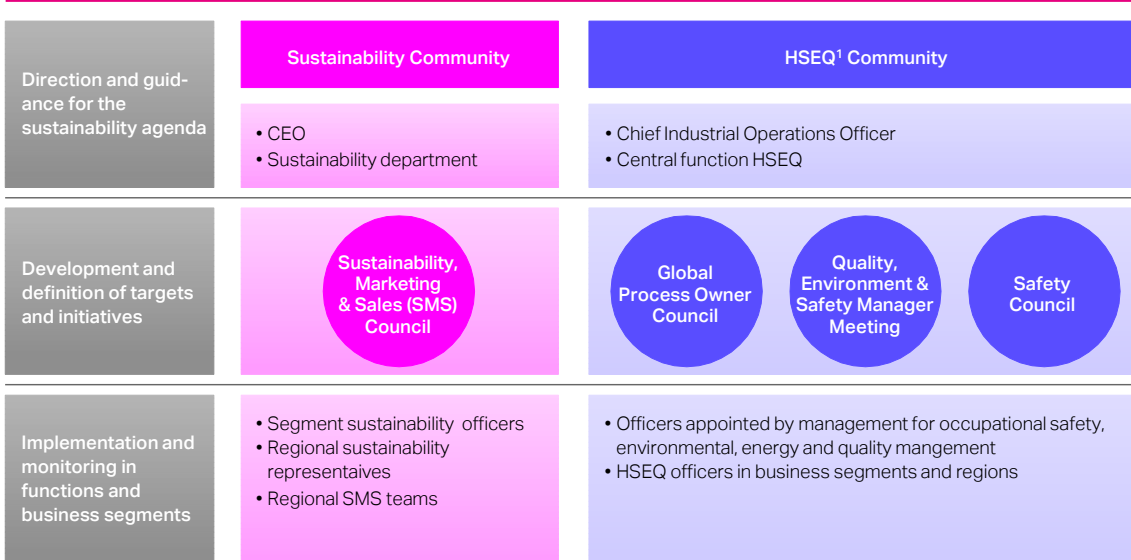 Direction and guid-
ance for the
sustainability agenda
Sustainability Community
HSEQ¹ Community
• CEO
• Sustainability department
• Chief Industrial Operations Officer
• Central function HSEQ
Development and
definition of targets
and initiatives
Sustainability,
Marketing
& Sales (SMS)
Council
Global
Process Owner
Council
Quality,
Environment &
Safety Manager
Meeting
Safety
Council
Implementation and
monitoring in
functions and
business segments
• Segment sustainability officers
• Regional sustainability
representaives
• Regional SMS teams
• Officers appointed by management for occupational safety,
environmental, energy and quality mangement
• HSEQ officers in business segments and regions